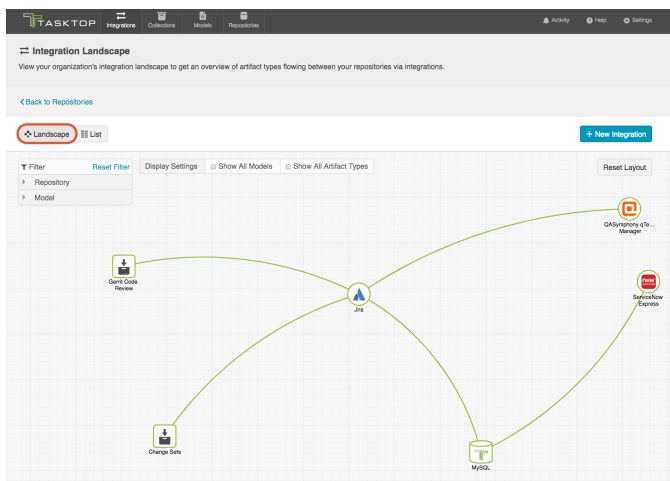 TASKTOP
Integrations
Collections
Models
Repositories
Activity
Help
Settings
Integration Landscape
View your organization's integration landscape to get an overview of artifact types flowing between your repositories via integrations.
Back to Repositories
Landscape
List
+ New Integration
Filter
Reset Filter
Display Settings
Show All Models
Show All Artifact Types
Reset Layout
Repository
Model
QASymphony qTe...
Manager
Gerrit Code
Review
now
ServiceNow
Express
Jira
Change Sets
MySQL